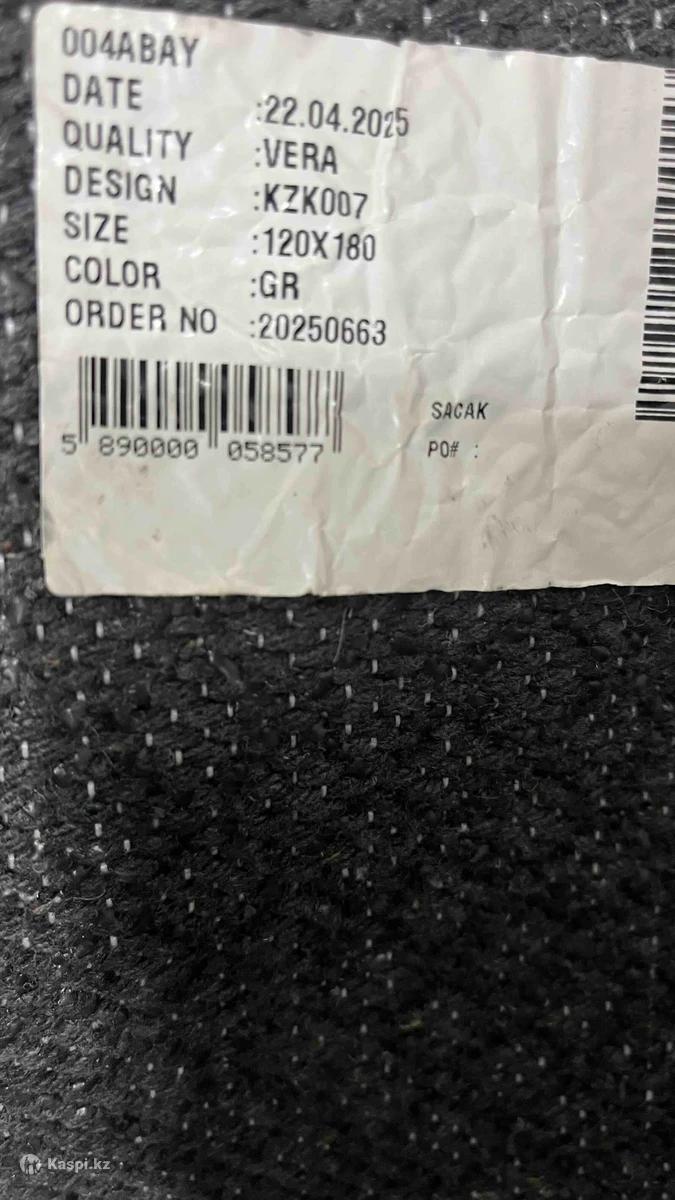 004ABAY
DATE :22.04.2025
QUALITY :VERA
DESIGN :KZK007
SIZE :120X180
COLOR :GR
ORDER NO :20250663
5 890000 058577
SACAK
PO# :
Kaspi.kz